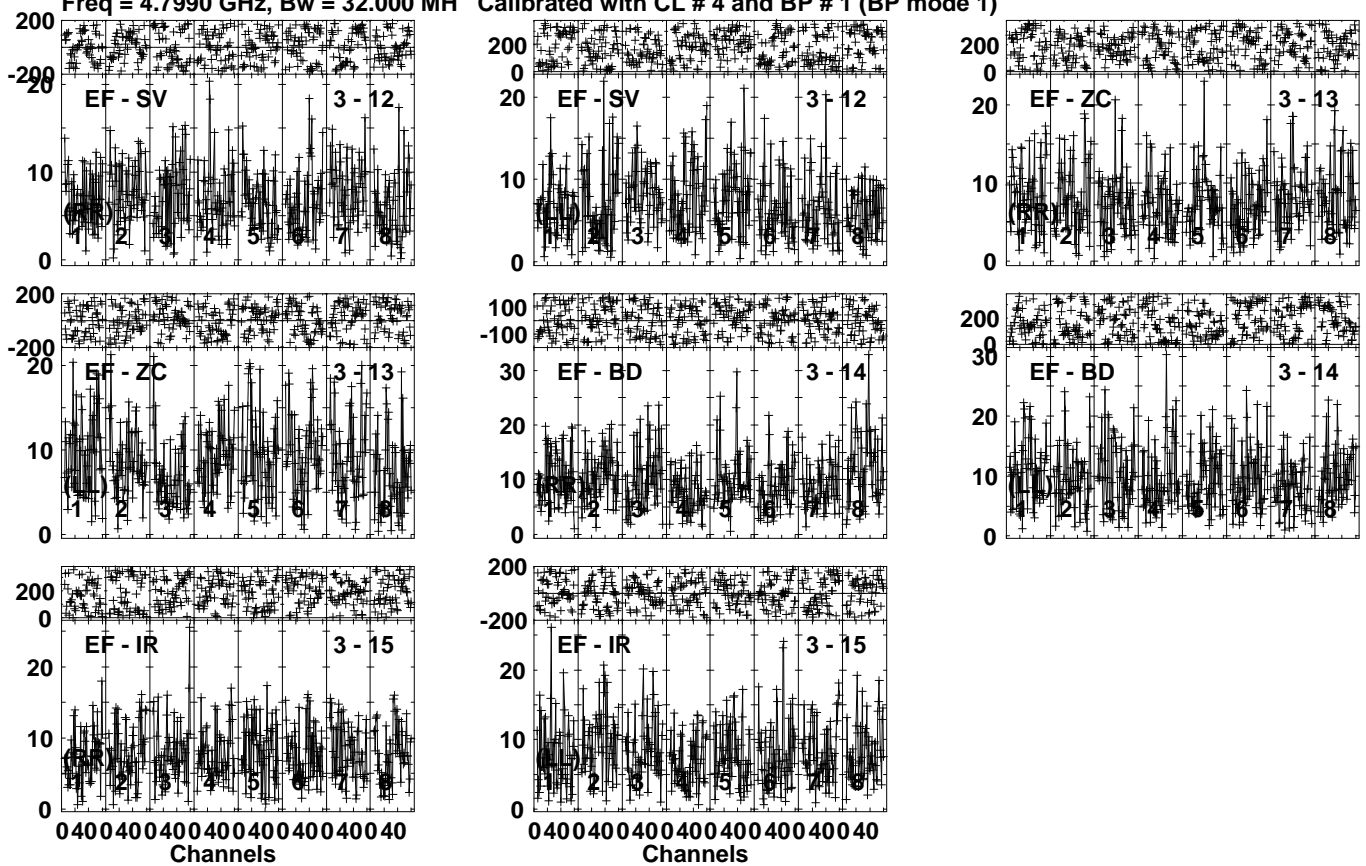 Freq = 4.7990 GHz, Bw = 32.000 MH Calibrated with CL # 4 and BP # 1 (BP mode 1)
200
-200
20
10
0
EF - SV 3 - 12
(RR)
1 2 3 4 5 6 7 8
200
0
20
10
0
EF - SV 3 - 12
(LL)
1 2 3 4 5 6 7 8
200
0
20
10
0
EF - ZC 3 - 13
(RR)
1 2 3 4 5 6 7 8
200
-200
20
10
0
EF - ZC 3 - 13
(LL)
1 2 3 4 5 6 7 8
100
-100
30
20
10
0
EF - BD 3 - 14
(RR)
1 2 3 4 5 6 7 8
200
0
30
20
10
0
EF - BD 3 - 14
(LL)
1 2 3 4 5 6 7 8
200
0
20
10
0
EF - IR 3 - 15
(RR)
1 2 3 4 5 6 7 8
0 40 0 40 0 40 0 40 0 40 0 40 0 40 0 40
Channels
200
-200
20
10
0
EF - IR 3 - 15
(LL)
1 2 3 4 5 6 7 8
0 40 0 40 0 40 0 40 0 40 0 40 0 40 0 40
Channels